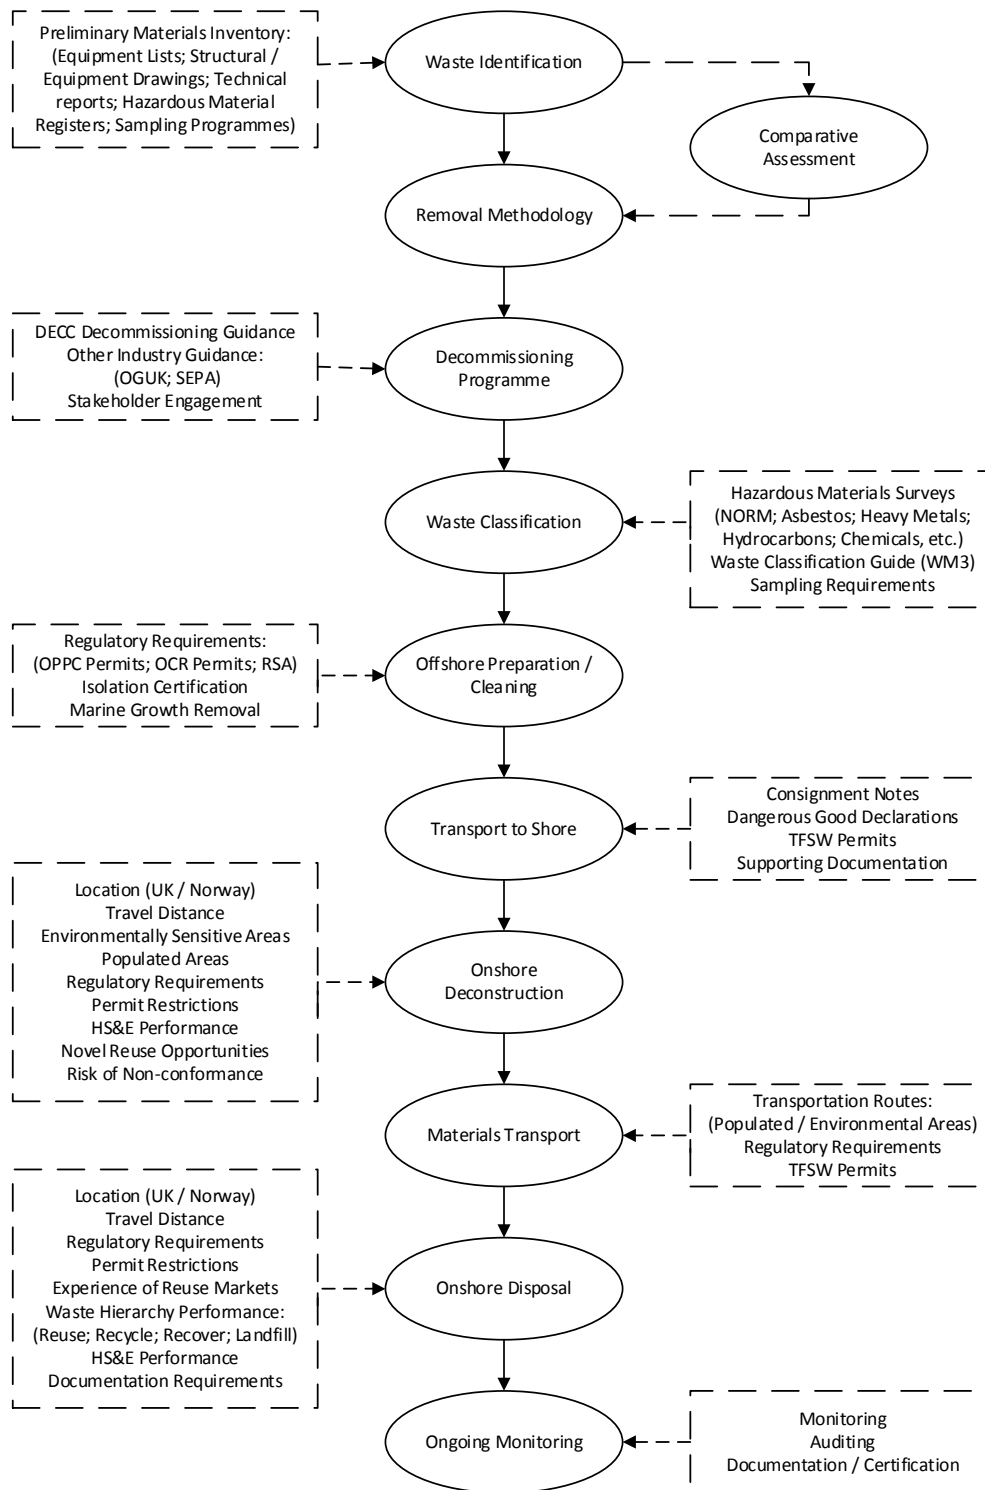 Preliminary Materials Inventory:
(Equipment Lists; Structural /
Equipment Drawings; Technical
reports; Hazardous Material
Registers; Sampling Programmes)
Waste Identification
Comparative
Assessment
Removal Methodology
DECC Decommissioning Guidance
Other Industry Guidance:
(OGUK; SEPA)
Stakeholder Engagement
Decommissioning
Programme
Waste Classification
Hazardous Materials Surveys
(NORM; Asbestos; Heavy Metals;
Hydrocarbons; Chemicals, etc.)
Waste Classification Guide (WM3)
Sampling Requirements
Regulatory Requirements:
(OPPC Permits; OCR Permits; RSA)
Isolation Certification
Marine Growth Removal
Offshore Preparation /
Cleaning
Transport to Shore
Consignment Notes
Dangerous Good Declarations
TFSW Permits
Supporting Documentation
Location (UK / Norway)
Travel Distance
Environmentally Sensitive Areas
Populated Areas
Regulatory Requirements
Permit Restrictions
HS&E Performance
Novel Reuse Opportunities
Risk of Non-conformance
Onshore
Deconstruction
Materials Transport
Transportation Routes:
(Populated / Environmental Areas)
Regulatory Requirements
TFSW Permits
Location (UK / Norway)
Travel Distance
Regulatory Requirements
Permit Restrictions
Experience of Reuse Markets
Waste Hierarchy Performance:
(Reuse; Recycle; Recover; Landfill)
HS&E Performance
Documentation Requirements
Onshore Disposal
Ongoing Monitoring
Monitoring
Auditing
Documentation / Certification